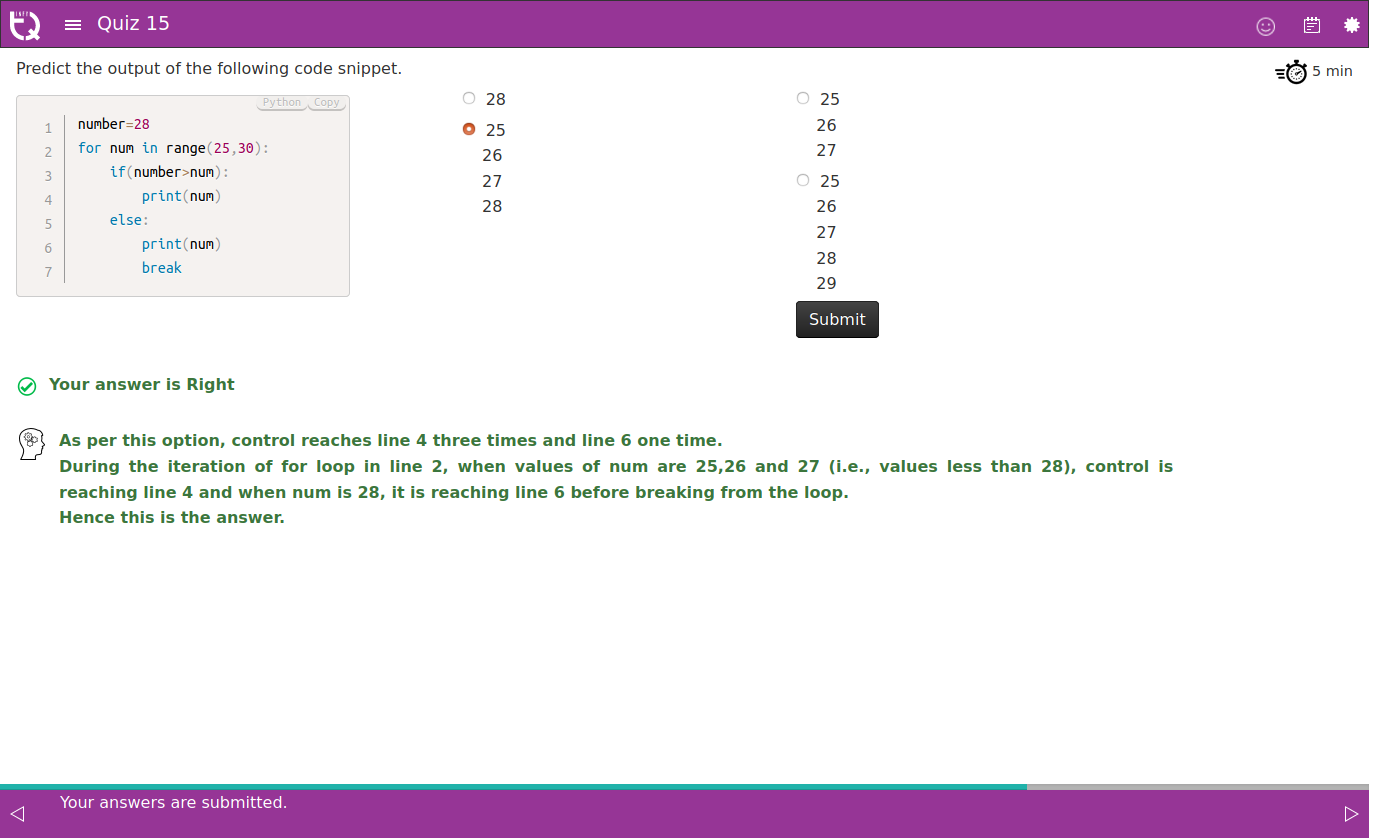 INFY
TQ
Quiz 15
Predict the output of the following code snippet.
5 min
Python Copy
1 number=28
2 for num in range(25,30):
3 if(number>num):
4 print(num)
5 else:
6 print(num)
7 break
28
25
26
27
28
25
26
27
25
26
27
28
29
Submit
Your answer is Right
As per this option, control reaches line 4 three times and line 6 one time.
During the iteration of for loop in line 2, when values of num are 25,26 and 27 (i.e., values less than 28), control is
reaching line 4 and when num is 28, it is reaching line 6 before breaking from the loop.
Hence this is the answer.
Your answers are submitted.